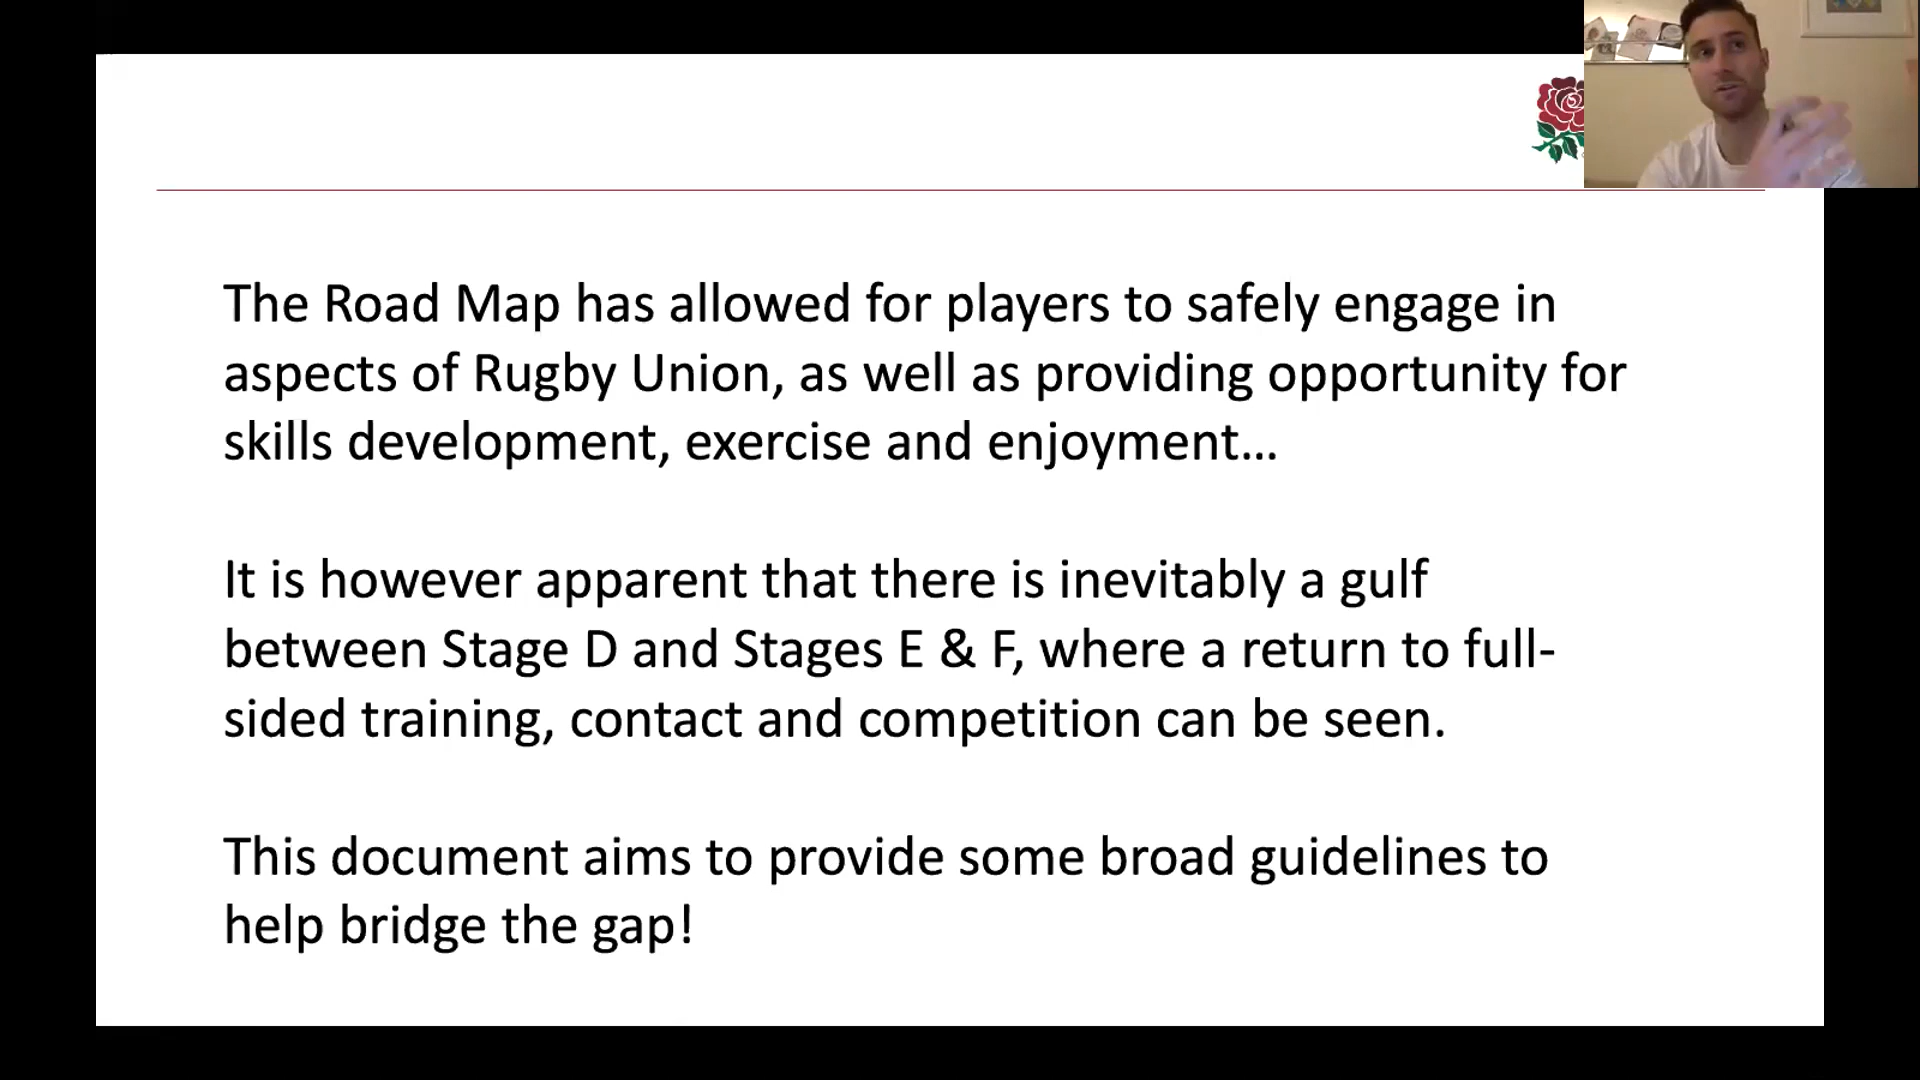 The Road Map has allowed for players to safely engage in
aspects of Rugby Union, as well as providing opportunity for
skills development, exercise and enjoyment…
It is however apparent that there is inevitably a gulf
between Stage D and Stages E & F, where a return to full-
sided training, contact and competition can be seen.
This document aims to provide some broad guidelines to
help bridge the gap!